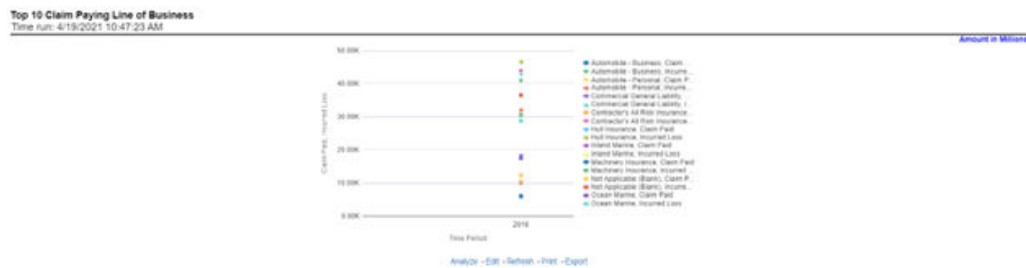 Top 10 Claim Paying Line of Business
Time run: 4/19/2021 10:47:23 AM
Amount in Millions
50.00K
40.00K
30.00K
20.00K
10.00K
0.00K
Claim Paid, Incurred Loss
2018
Time Period
Automobile - Business, Claim ...
Automobile - Business, Incurre...
Automobile - Personal, Claim P...
Automobile - Personal, Incurre...
Commercial General Liability, ...
Commercial General Liability, I...
Contractor's All Risk Insurance...
Contractor's All Risk Insurance...
Hull Insurance, Claim Paid
Hull Insurance, Incurred Loss
Inland Marine, Claim Paid
Inland Marine, Incurred Loss
Machinery Insurance, Claim Paid
Machinery Insurance, Incurred ...
Not Applicable (Blank), Claim P...
Not Applicable (Blank), Incurre...
Ocean Marine, Claim Paid
Ocean Marine, Incurred Loss
Analyze - Edit - Refresh - Print - Export